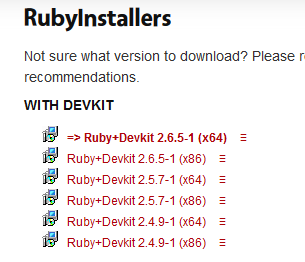 RubyInstallers
Not sure what version to download? Please r
recommendations.
WITH DEVKIT
=> Ruby+Devkit 2.6.5-1 (x64) ≡
Ruby+Devkit 2.6.5-1 (x86) ≡
Ruby+Devkit 2.5.7-1 (x64) ≡
Ruby+Devkit 2.5.7-1 (x86) ≡
Ruby+Devkit 2.4.9-1 (x64) ≡
Ruby+Devkit 2.4.9-1 (x86) ≡